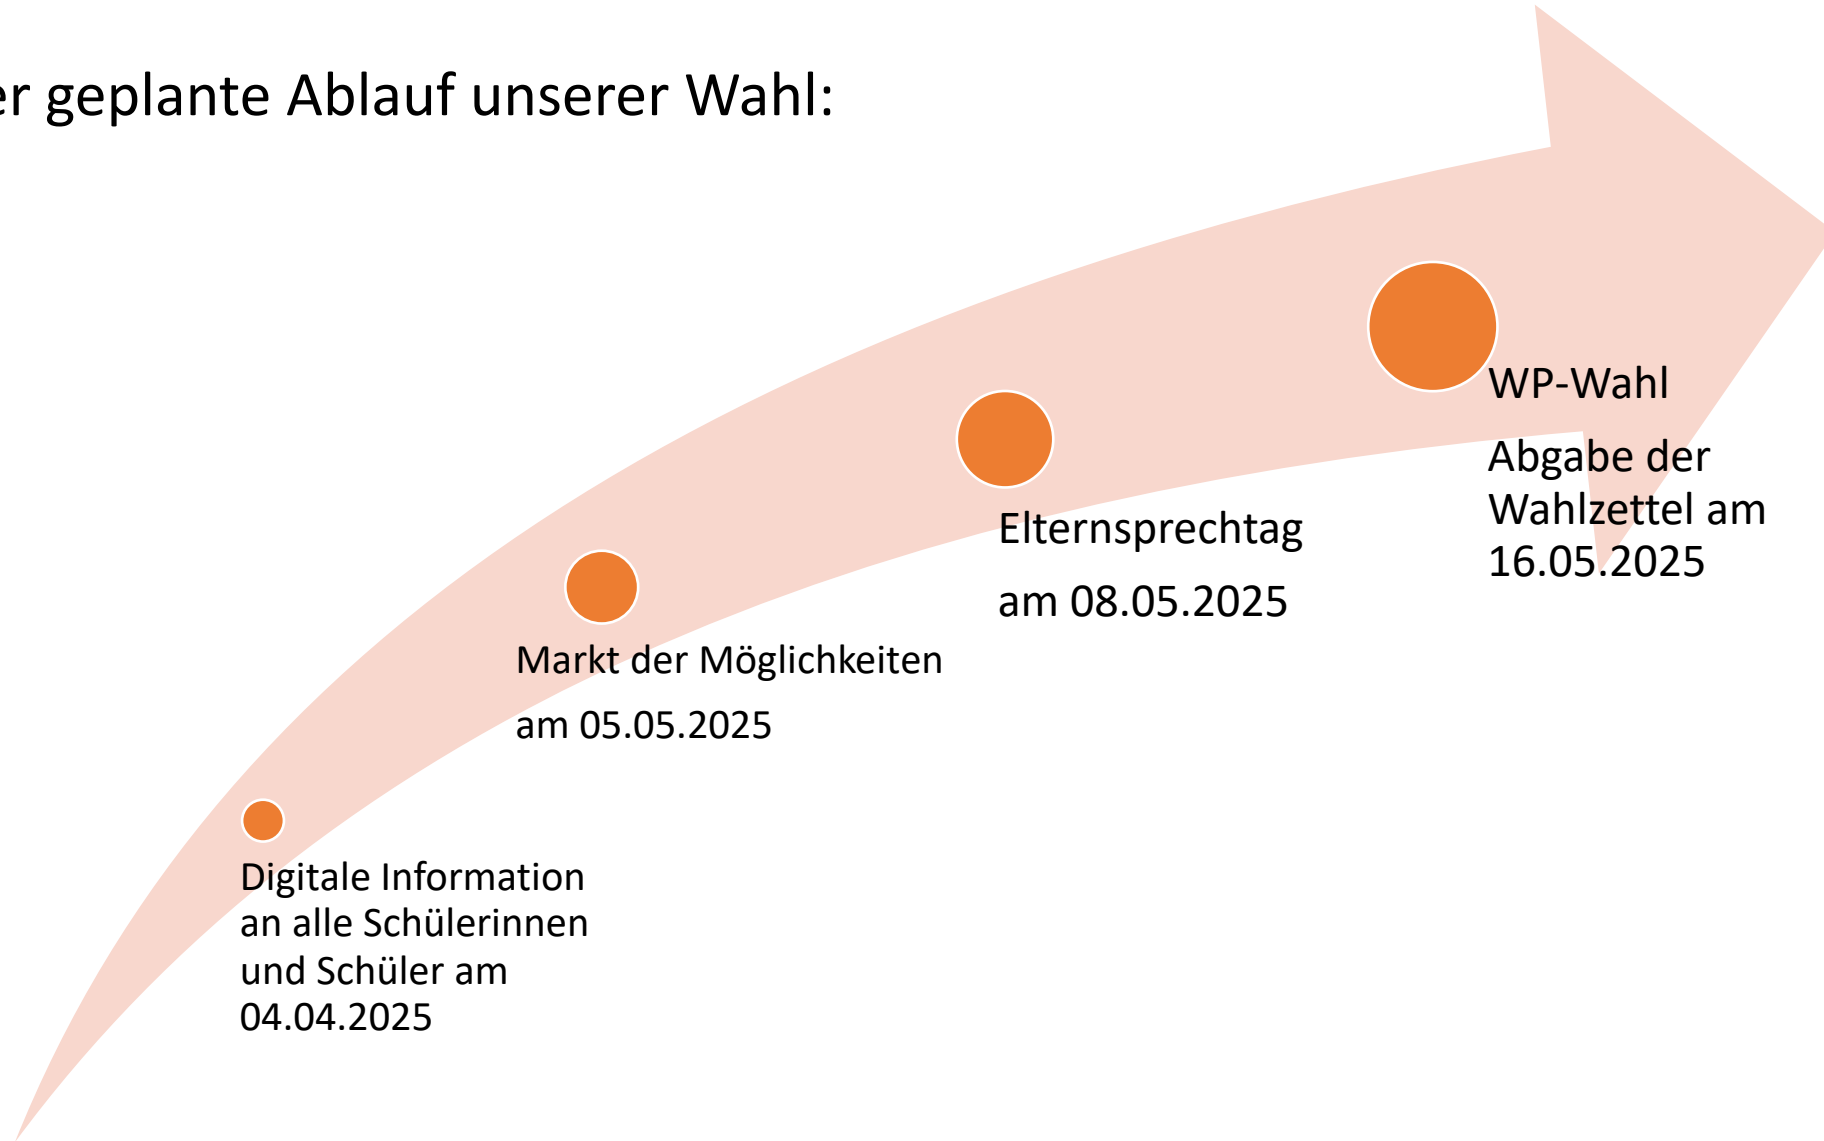 er geplante Ablauf unserer Wahl:
Digitale Information
an alle Schülerinnen
und Schüler am
04.04.2025
Markt der Möglichkeiten
am 05.05.2025
Elternsprechtag
am 08.05.2025
WP-Wahl
Abgabe der
Wahlzettel am
16.05.2025